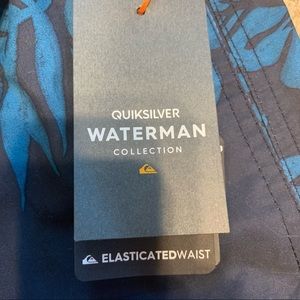 QUIKSILVER
WATERMAN
COLLECTION
ELASTICATEDWAIST